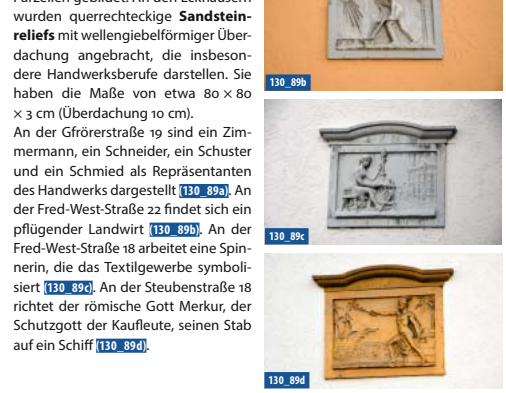 Parzellen gebildet. An den Eckhäusern
wurden querrechteckige Sandstein-
reliefs mit wellengiebelförmiger Über-
dachung angebracht, die insbeson-
dere Handwerksberufe darstellen. Sie
haben die Maße von etwa 80 × 80
× 3 cm (Überdachung 10 cm).
An der Gfrörerstraße 19 sind ein Zim-
mermann, ein Schneider, ein Schuster
und ein Schmied als Repräsentanten
des Handwerks dargestellt (130_89a). An
der Fred-West-Straße 22 findet sich ein
pflügender Landwirt (130_89b). An der
Fred-West-Straße 18 arbeitet eine Spin-
nerin, die das Textilgewerbe symboli-
siert (130_89c). An der Steubenstraße 18
richtet der römische Gott Merkur, der
Schutzgott der Kaufleute, seinen Stab
auf ein Schiff (130_89d).
130_89b
130_89c
130_89d